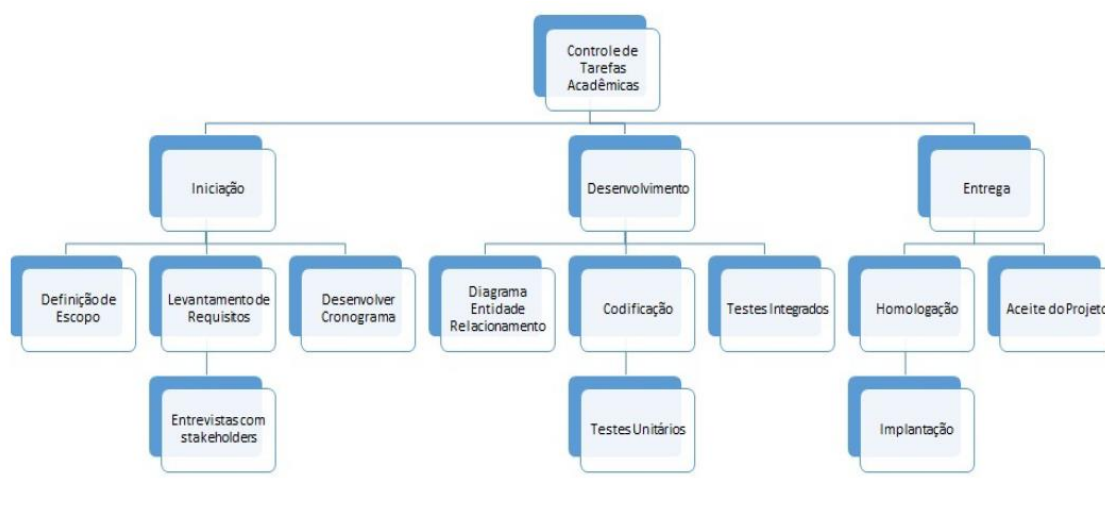 Controle de
Tarefas
Acadêmicas
Iniciação
Desenvolvimento
Entrega
Definição de
Escopo
Levantamento de
Requisitos
Desenvolver
Cronograma
Diagrama
Entidade
Relacionamento
Codificação
Testes Integrados
Homologação
Aceite do Projeto
Entrevistas com
stakeholders
Testes Unitários
Implantação